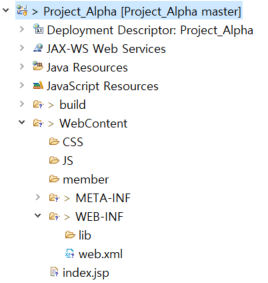 > Project_Alpha [Project_Alpha master]
Deployment Descriptor: Project_Alpha
JAX-WS Web Services
Java Resources
JavaScript Resources
> build
> WebContent
CSS
JS
member
> META-INF
> WEB-INF
lib
web.xml
index.jsp